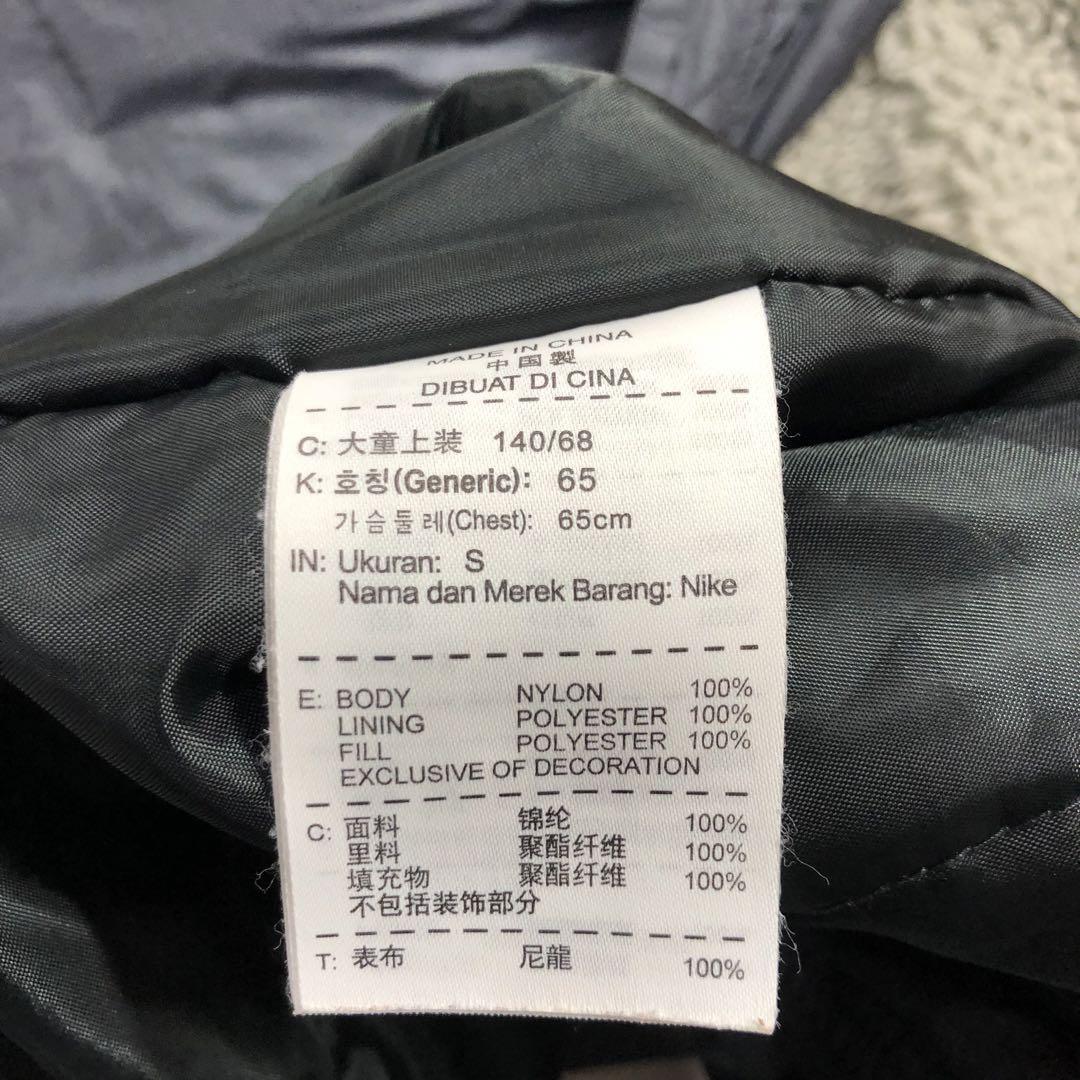 MADE IN CHINA
中国製
DIBUAT DI CINA
C: 大童上装 140/68
K: 호칭(Generic): 65
가슴둘레(Chest): 65cm
IN: Ukuran: S
Nama dan Merek Barang: Nike
E: BODY NYLON 100%
LINING POLYESTER 100%
FILL POLYESTER 100%
EXCLUSIVE OF DECORATION
C: 面料 锦纶 100%
里料 聚酯纤维 100%
填充物 聚酯纤维 100%
不包括装饰部分
T: 表布 尼龍 100%